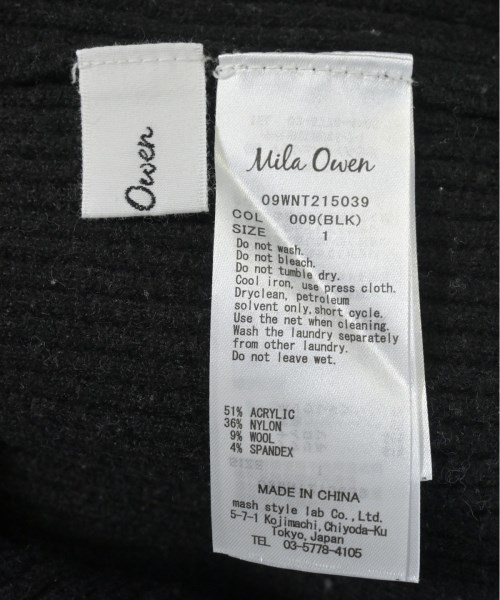 Owen
Mila Owen
09WNT215039
COL 009(BLK)
SIZE 1
Do not wash.
Do not bleach.
Do not tumble dry.
Cool iron, use press cloth.
Dryclean, petroleum
solvent only,short cycle.
Use the net when cleaning.
Wash the laundry separately
from other laundry.
Do not leave wet.
51% ACRYLIC
36% NYLON
9% WOOL
4% SPANDEX
MADE IN CHINA
mash style lab Co.,Ltd.
5-7-1 Kojimachi,Chiyoda-Ku
Tokyo,Japan
TEL 03-5778-4105